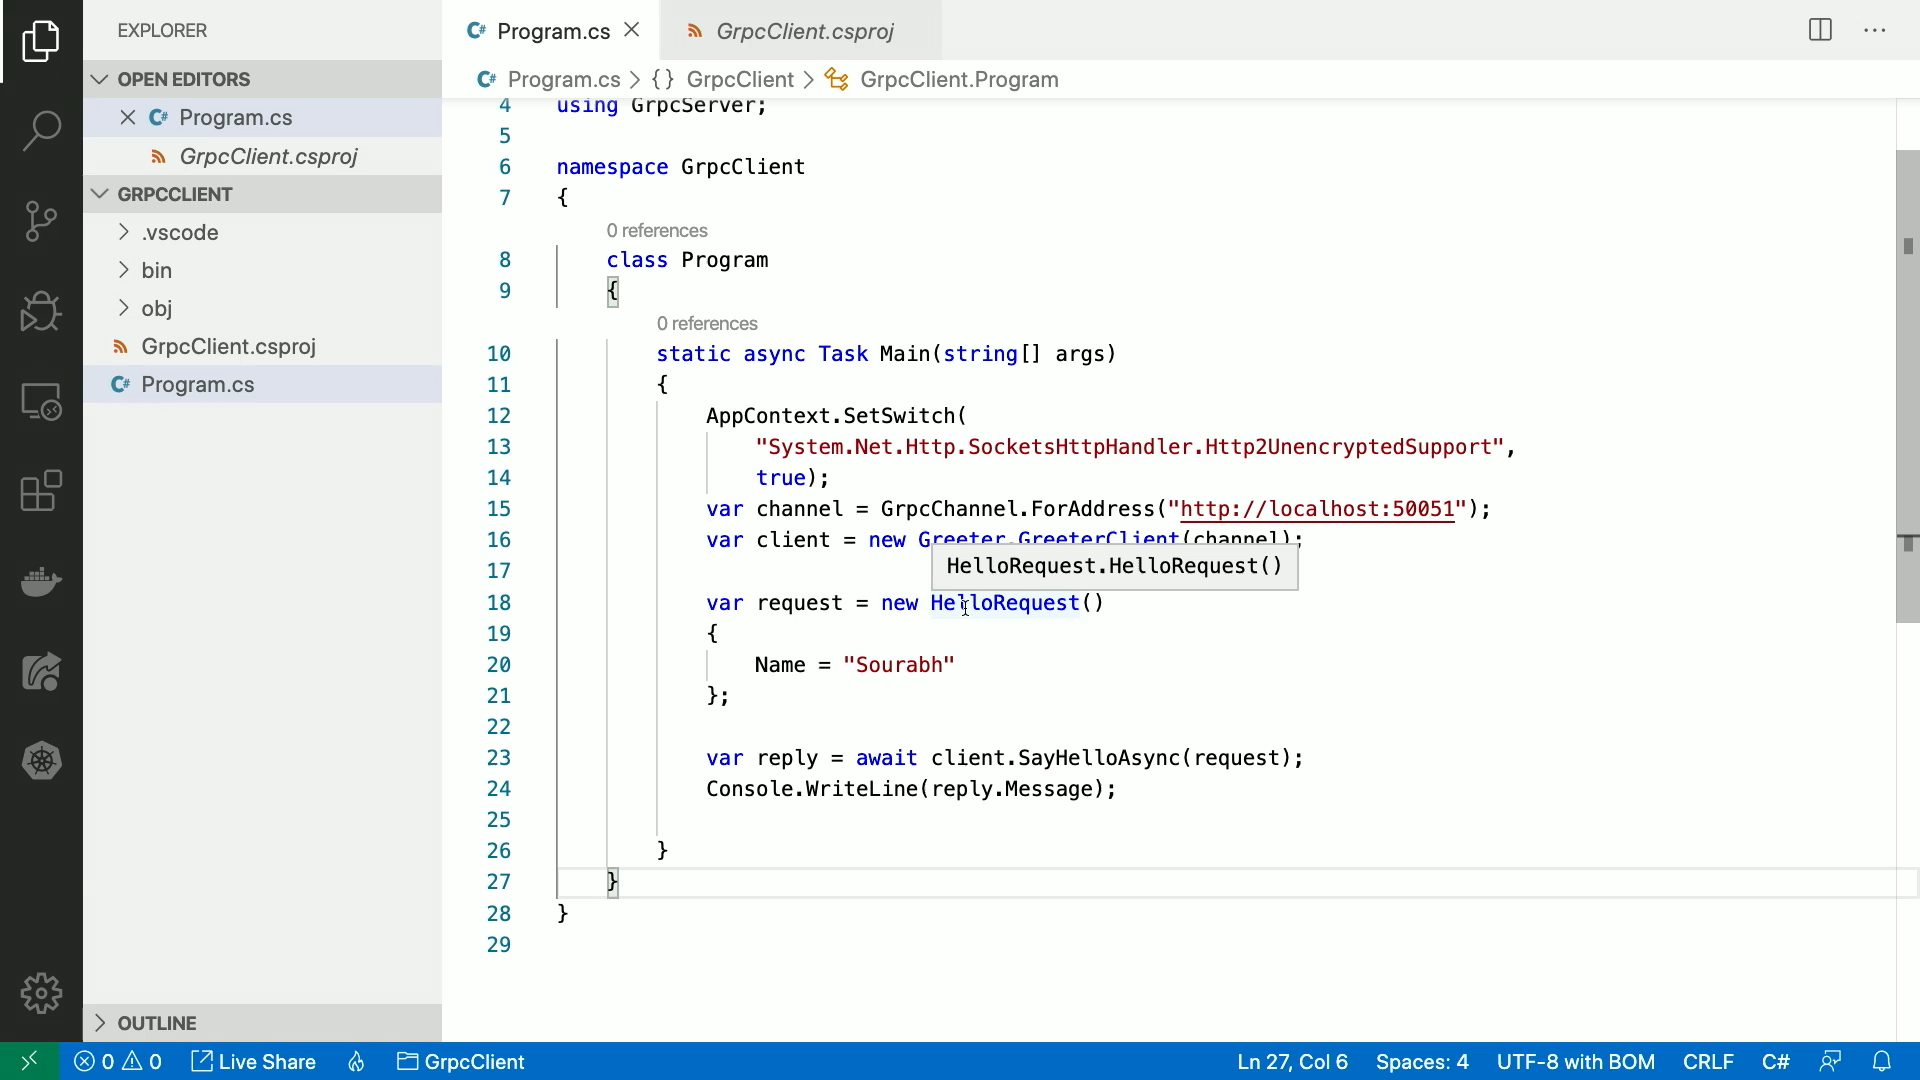 EXPLORER
OPEN EDITORS
Program.cs
GrpcClient.csproj
GRPCCLIENT
.vscode
bin
obj
GrpcClient.csproj
Program.cs
OUTLINE
Program.cs
GrpcClient.csproj
Program.cs > {} GrpcClient > GrpcClient.Program
4 using GrpcServer;
5
6 namespace GrpcClient
7 {
0 references
8 class Program
9 {
0 references
10 static async Task Main(string[] args)
11 {
12 AppContext.SetSwitch(
13 "System.Net.Http.SocketsHttpHandler.Http2UnencryptedSupport",
14 true);
15 var channel = GrpcChannel.ForAddress("http://localhost:50051");
16 var client = new Greeter.GreeterClient(channel);
HelloRequest.HelloRequest()
17
18 var request = new HelloRequest()
19 {
20 Name = "Sourabh"
21 };
22
23 var reply = await client.SayHelloAsync(request);
24 Console.WriteLine(reply.Message);
25
26 }
27 }
28 }
29
0 0 Live Share GrpcClient Ln 27, Col 6 Spaces: 4 UTF-8 with BOM CRLF C#